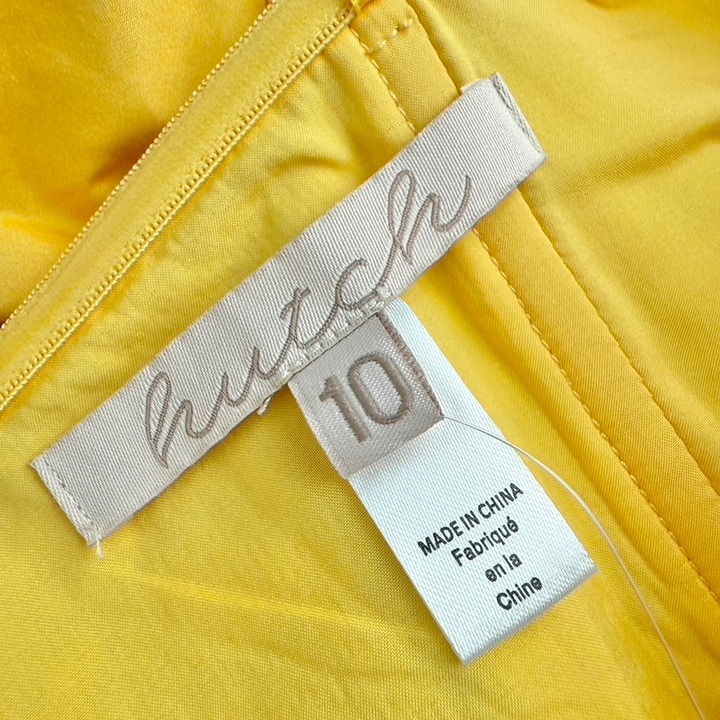 hutch
10
MADE IN CHINA
Fabriqué
en la
Chine